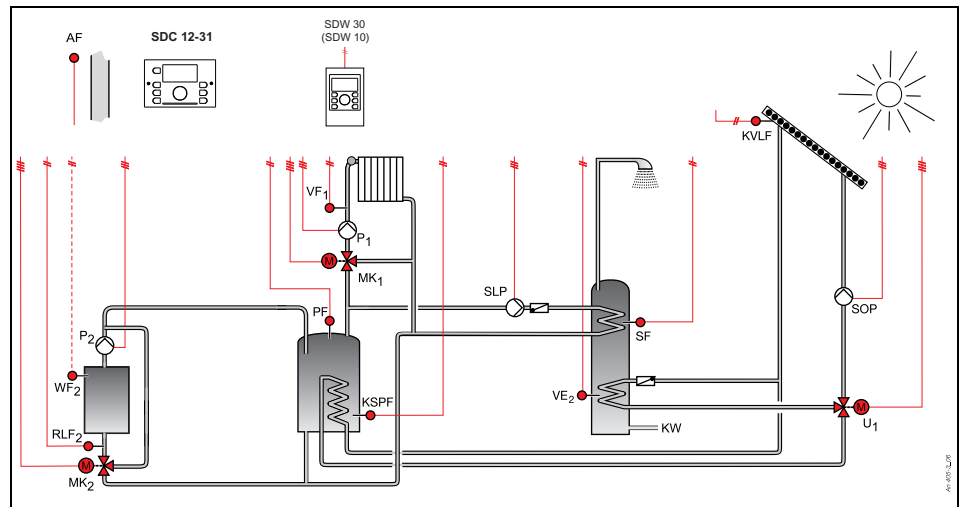 AF
SDC 12-31
SDW 30
(SDW 10)
KVLF
VF1
P1
M
MK1
SLP
SOP
PF
P2
SF
WF2
KSPF
VE2
M
U1
RLF2
KW
M
MK2